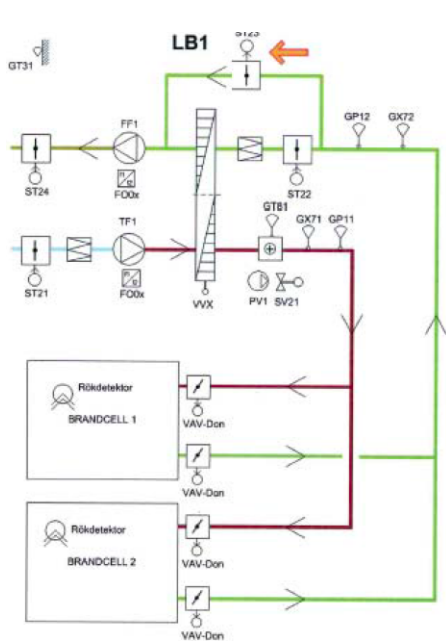 LB1
ST23
GT31
FF1
GP12
GX72
ST24
FO0x
ST22
TF1
GT81
GX71
GP11
ST21
FO0x
VVX
PV1
SV21
Rökdetektor
BRANDCELL 1
VAV-Don
VAV-Don
Rökdetektor
BRANDCELL 2
VAV-Don
VAV-Don